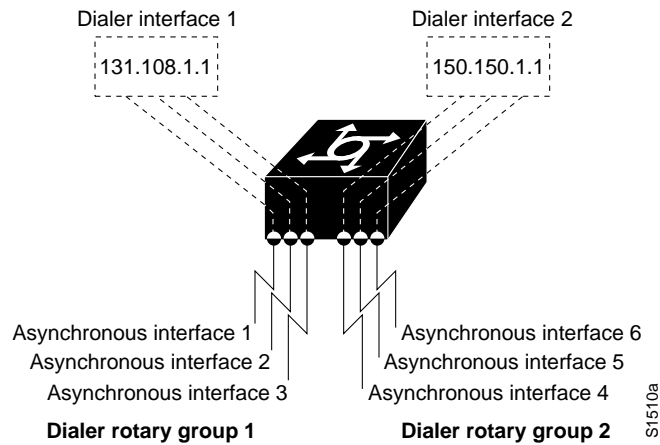 Dialer interface 1
Dialer interface 2
131.108.1.1
150.150.1.1
Asynchronous interface 1
Asynchronous interface 6
Asynchronous interface 2
Asynchronous interface 5
Asynchronous interface 3
Asynchronous interface 4
Dialer rotary group 1
Dialer rotary group 2
S1510a